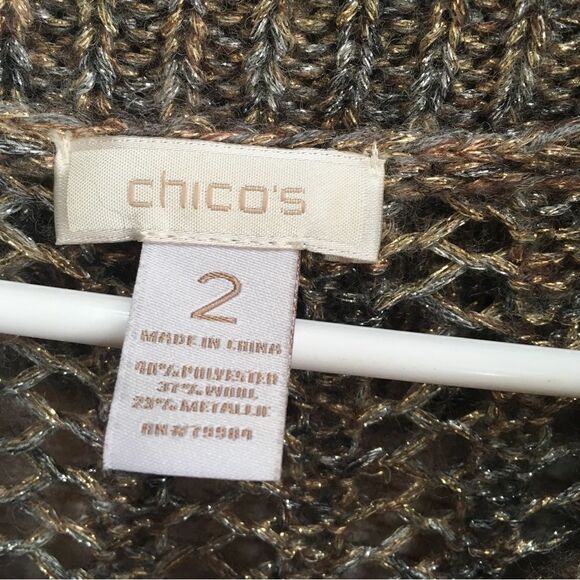 chico's
2
MADE IN CHINA
40% POLYESTER
37% WOOL
23% METALLIC
RN#79984